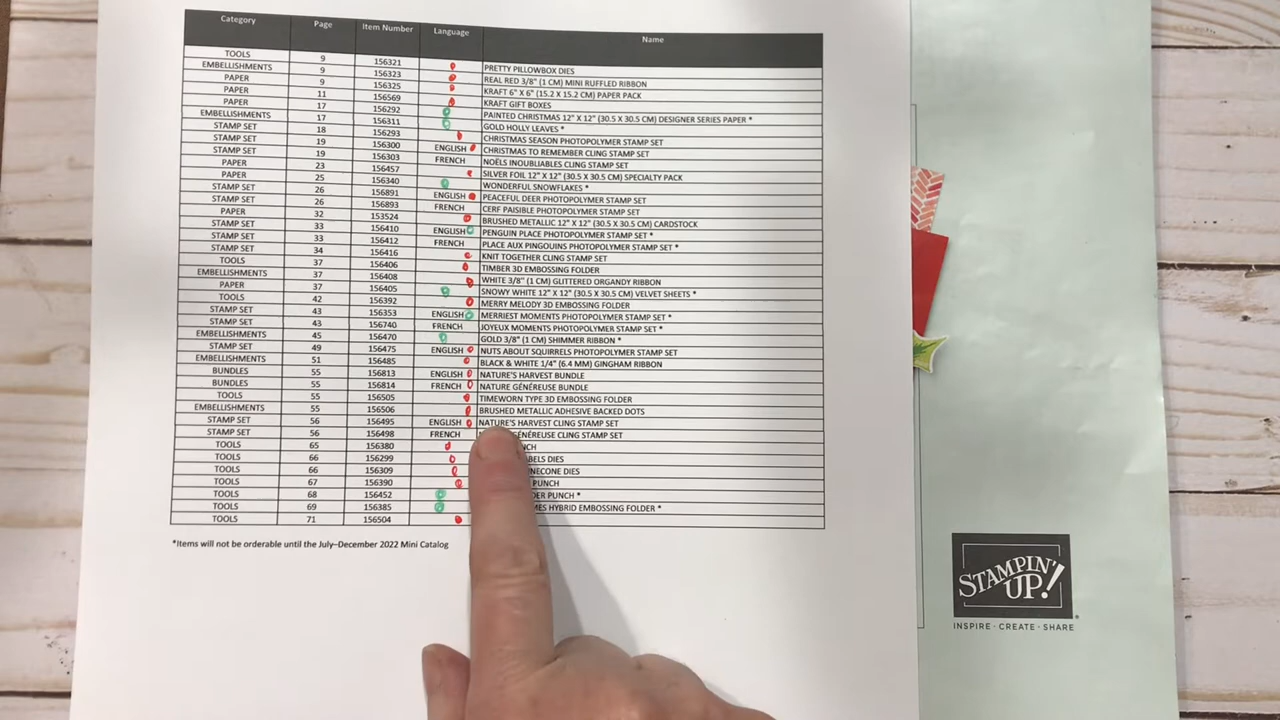 Category Page Item Number Language Name
TOOLS 9 156321 PRETTY PILLOWBOX DIES
EMBELLISHMENTS 9 156323 REAL RED 3/8" (1 CM) MINI RUFFLED RIBBON
PAPER 9 156325 KRAFT 6" X 6" (15.2 X 15.2 CM) PAPER PACK
PAPER 11 156569 KRAFT GIFT BOXES
PAPER 17 156292 PAINTED CHRISTMAS 12" X 12" (30.5 X 30.5 CM) DESIGNER SERIES PAPER *
EMBELLISHMENTS 17 156311 GOLD HOLLY LEAVES *
STAMP SET 18 156293 CHRISTMAS SEASON PHOTOPOLYMER STAMP SET
STAMP SET 19 156300 ENGLISH CHRISTMAS TO REMEMBER CLING STAMP SET
STAMP SET 19 156303 FRENCH NOËLS INOUBLIABLES CLING STAMP SET
PAPER 23 156457 SILVER FOIL 12" X 12" (30.5 X 30.5 CM) SPECIALTY PACK
PAPER 25 156340 WONDERFUL SNOWFLAKES *
STAMP SET 26 156891 ENGLISH PEACEFUL DEER PHOTOPOLYMER STAMP SET
STAMP SET 26 156893 FRENCH CERF PAISIBLE PHOTOPOLYMER STAMP SET
PAPER 32 153524 BRUSHED METALLIC 12" X 12" (30.5 X 30.5 CM) CARDSTOCK
STAMP SET 33 156410 ENGLISH PENGUIN PLACE PHOTOPOLYMER STAMP SET *
STAMP SET 33 156412 FRENCH PLACE AUX PINGOUINS PHOTOPOLYMER STAMP SET *
STAMP SET 34 156416 KNIT TOGETHER CLING STAMP SET
TOOLS 37 156406 TIMBER 3D EMBOSSING FOLDER
EMBELLISHMENTS 37 156408 WHITE 3/8" (1 CM) GLITTERED ORGANDY RIBBON
PAPER 37 156405 SNOWY WHITE 12" X 12" (30.5 X 30.5 CM) VELVET SHEETS *
TOOLS 42 156392 MERRY MELODY 3D EMBOSSING FOLDER
STAMP SET 43 156353 ENGLISH MERRIEST MOMENTS PHOTOPOLYMER STAMP SET *
STAMP SET 43 156740 FRENCH JOYEUX MOMENTS PHOTOPOLYMER STAMP SET *
EMBELLISHMENTS 45 156470 GOLD 3/8" (1 CM) SHIMMER RIBBON *
STAMP SET 49 156475 ENGLISH NUTS ABOUT SQUIRRELS PHOTOPOLYMER STAMP SET
EMBELLISHMENTS 51 156485 BLACK & WHITE 1/4" (6.4 MM) GINGHAM RIBBON
BUNDLES 55 156813 ENGLISH NATURE'S HARVEST BUNDLE
BUNDLES 55 156814 FRENCH NATURE GÉNÉREUSE BUNDLE
TOOLS 55 156505 TIMEWORN TYPE 3D EMBOSSING FOLDER
EMBELLISHMENTS 55 156506 BRUSHED METALLIC ADHESIVE BACKED DOTS
STAMP SET 56 156495 ENGLISH NATURE'S HARVEST CLING STAMP SET
STAMP SET 56 156498 FRENCH GÉNÉREUSE CLING STAMP SET
TOOLS 65 156380
TOOLS 66 156299 DIES
TOOLS 66 156309 DIES
TOOLS 67 156390 PUNCH
TOOLS 68 156452 PUNCH *
TOOLS 69 156385 HYBRID EMBOSSING FOLDER *
TOOLS 71 156504
*Items will not be orderable until the July–December 2022 Mini Catalog
STAMPIN' UP!®
INSPIRE · CREATE · SHARE